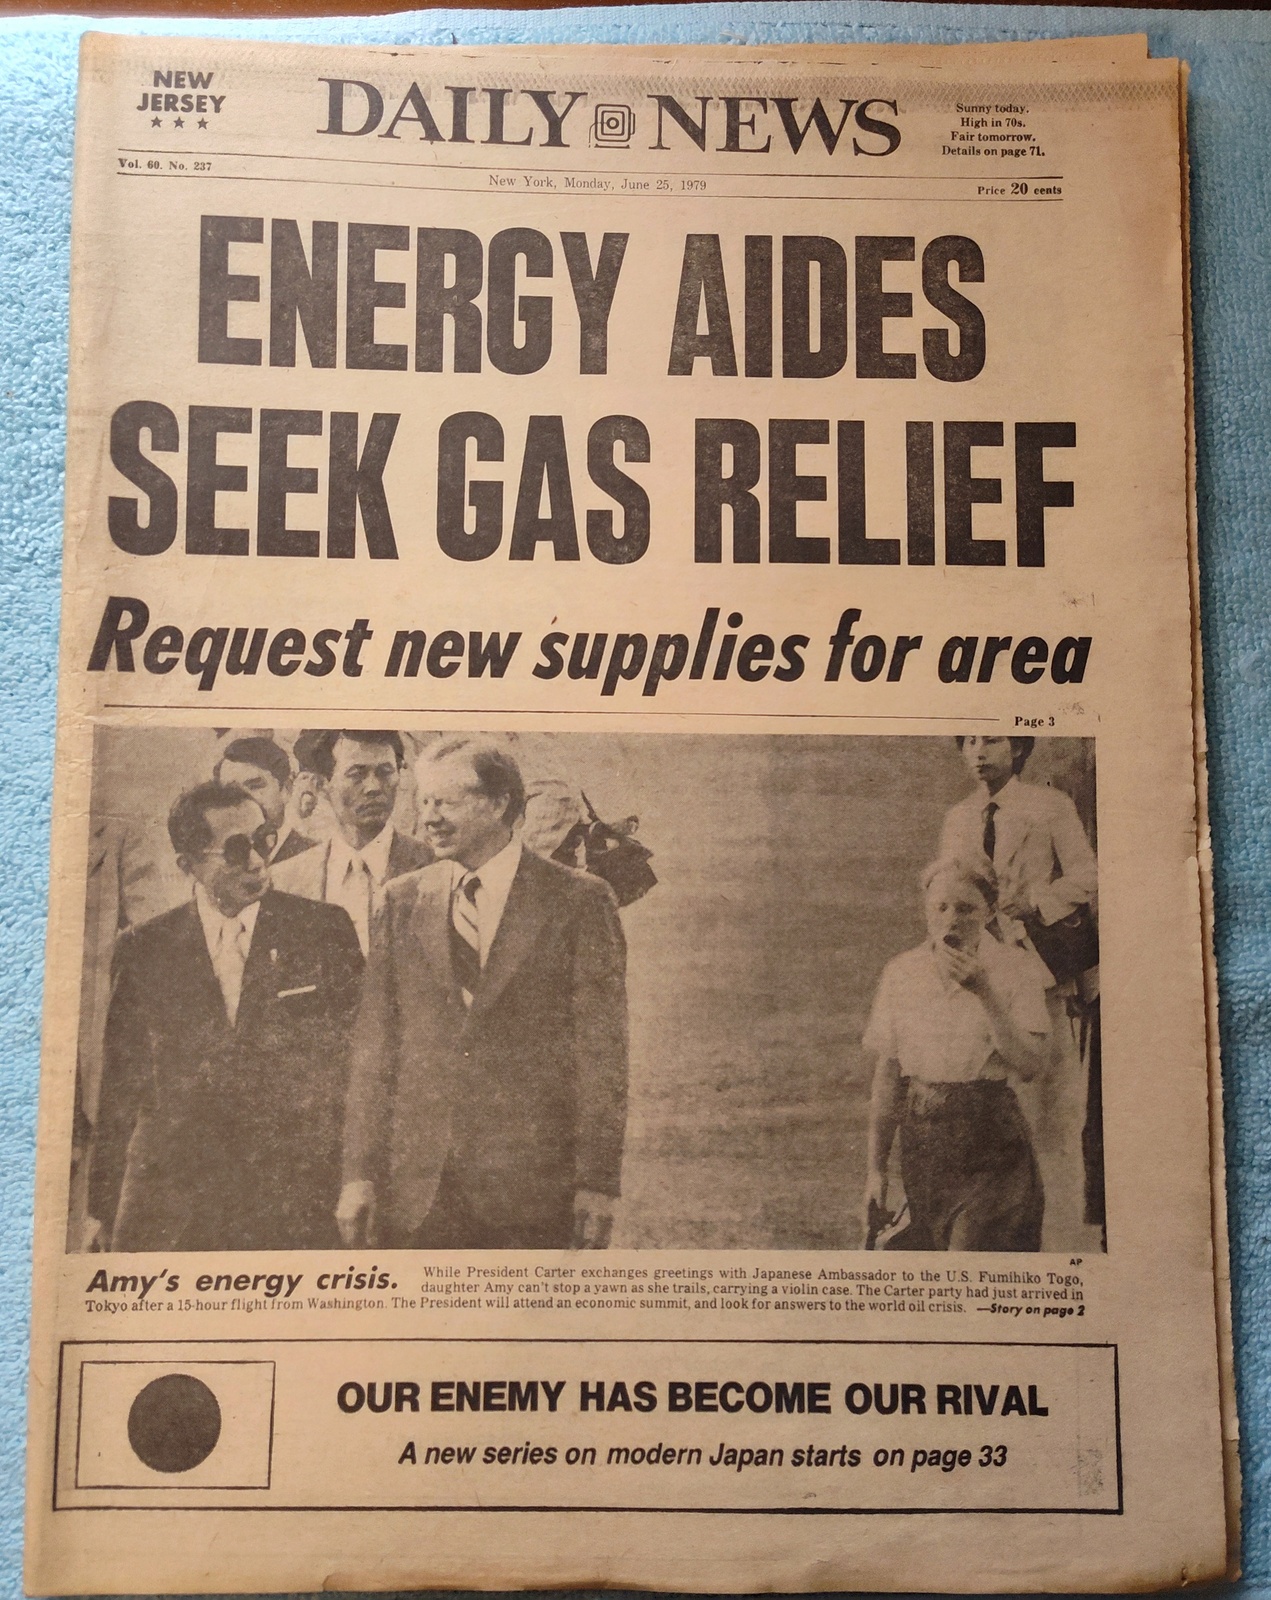 NEW
JERSEY
★ ★ ★
DAILY NEWS
Sunny today.
High in 70s.
Fair tomorrow.
Details on page 71.
Vol. 60. No. 237
New York, Monday, June 25, 1979
Price 20 cents
ENERGY AIDES
SEEK GAS RELIEF
Request new supplies for area
Page 3
AP
Amy's energy crisis. While President Carter exchanges greetings with Japanese Ambassador to the U.S. Fumihiko Togo,
daughter Amy can't stop a yawn as she trails, carrying a violin case. The Carter party had just arrived in
Tokyo after a 15-hour flight from Washington. The President will attend an economic summit, and look for answers to the world oil crisis. —Story on page 2
OUR ENEMY HAS BECOME OUR RIVAL
A new series on modern Japan starts on page 33